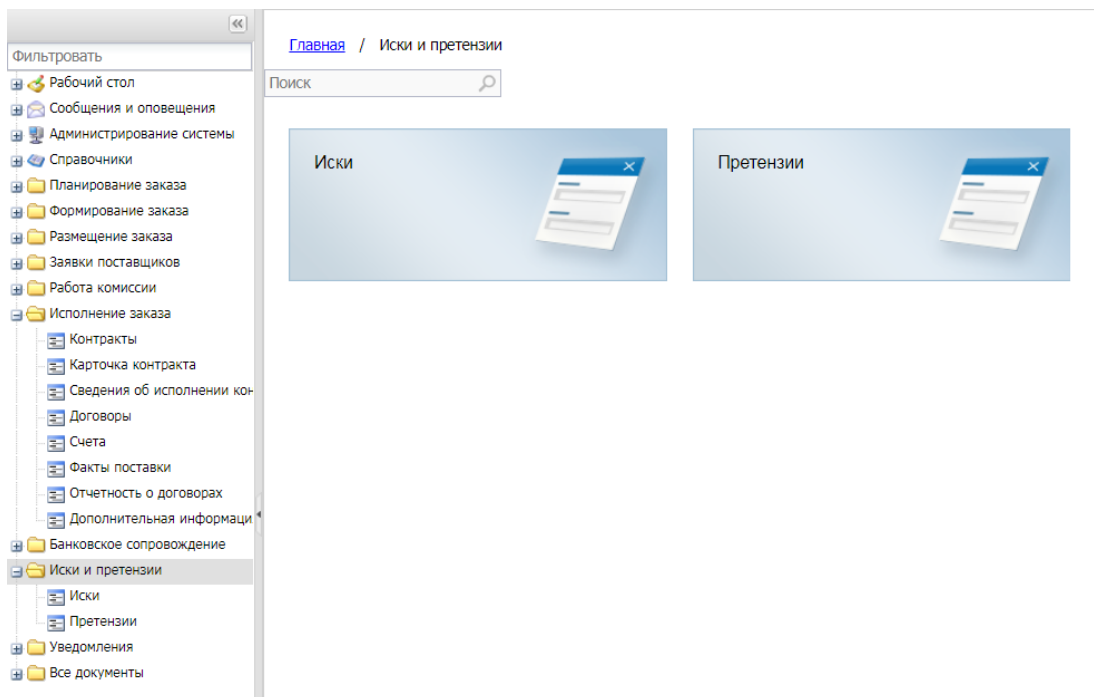 Фильтровать
Рабочий стол
Сообщения и оповещения
Администрирование системы
Справочники
Планирование заказа
Формирование заказа
Размещение заказа
Заявки поставщиков
Работа комиссии
Исполнение заказа
Контракты
Карточка контракта
Сведения об исполнении кон
Договоры
Счета
Факты поставки
Отчетность о договорах
Дополнительная информаци
Банковское сопровождение
Иски и претензии
Иски
Претензии
Уведомления
Все документы
Главная / Иски и претензии
Поиск
Иски
Претензии